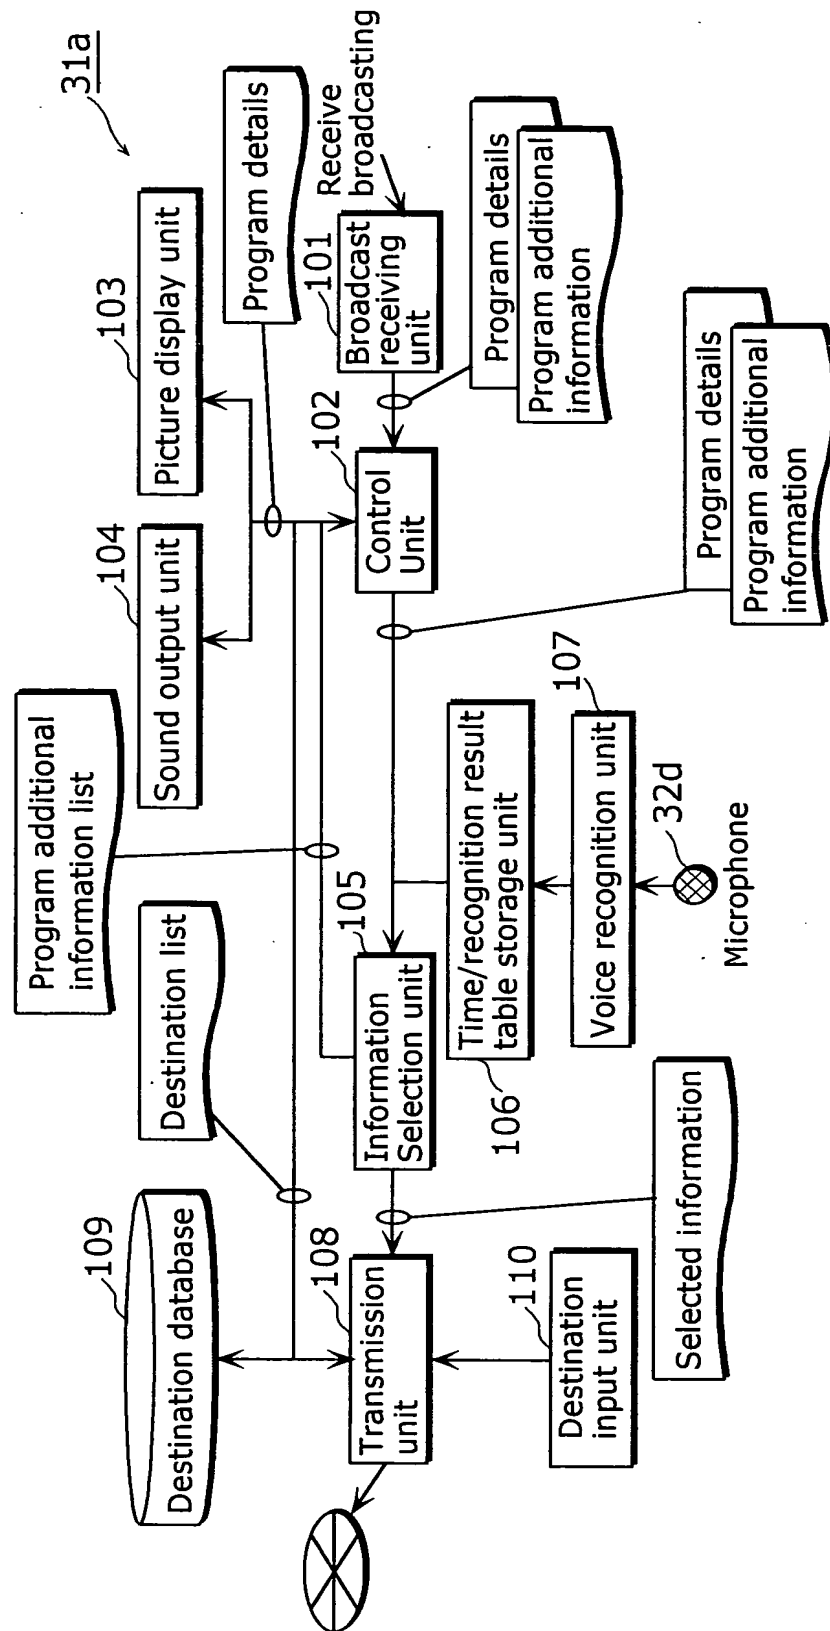 31a
Program additional
information list
Destination list
Program details
109
Destination database
104
Sound output unit
103
Picture display unit
108
Transmission
unit
105
Information
Selection unit
102
Control
Unit
101
Broadcast
receiving
unit
Receive
broadcasting
110
Destination
input unit
106
Time/recognition result
table storage unit
Program details
Program additional
information
Selected information
107
Voice recognition unit
Program details
Program additional
information
32d
Microphone